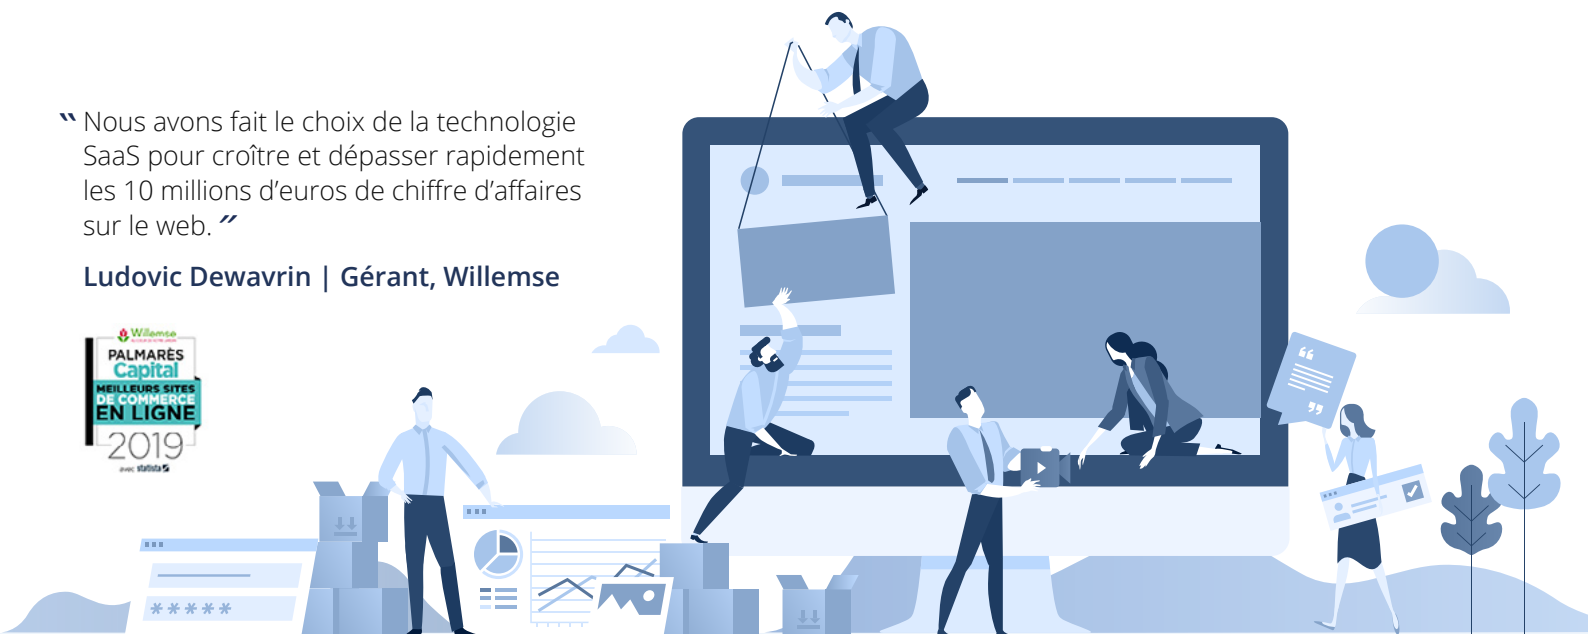 “ Nous avons fait le choix de la technologie
SaaS pour croître et dépasser rapidement
les 10 millions d’euros de chiffre d’affaires
sur le web. ”
Ludovic Dewavrin | Gérant, Willemse
Willemse
PALMARÈS
Capital
MEILLEURS SITES
DE COMMERCE
EN LIGNE
2019
avec statista
*****
“
”